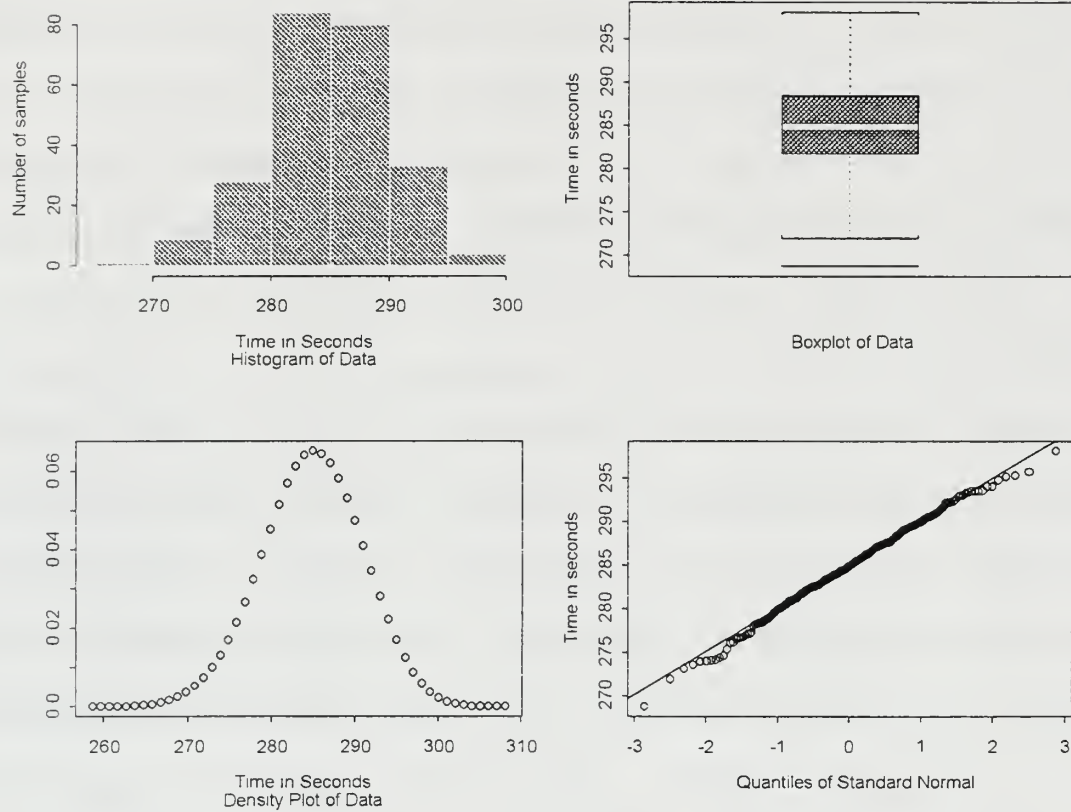 Number of samples
80
60
40
20
0
270 280 290 300
Time in Seconds
Histogram of Data
Time in seconds
295
290
285
280
275
270
Boxplot of Data
0.06
0.04
0.02
0.0
260 270 280 290 300 310
Time in Seconds
Density Plot of Data
Time in seconds
295
290
285
280
275
270
-3 -2 -1 0 1 2 3
Quantiles of Standard Normal